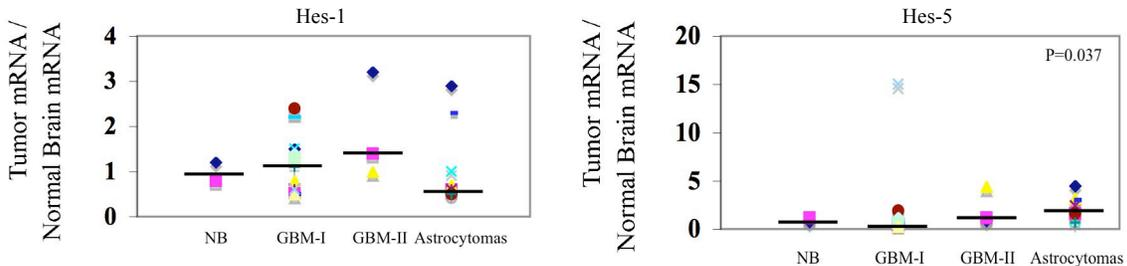 Hes-1
Tumor mRNA /
Normal Brain mRNA
4
3
2
1
0
NB GBM-I GBM-II Astrocytomas
Hes-5
Tumor mRNA /
Normal Brain mRNA
20
15
10
5
0
P=0.037
NB GBM-I GBM-II Astrocytomas